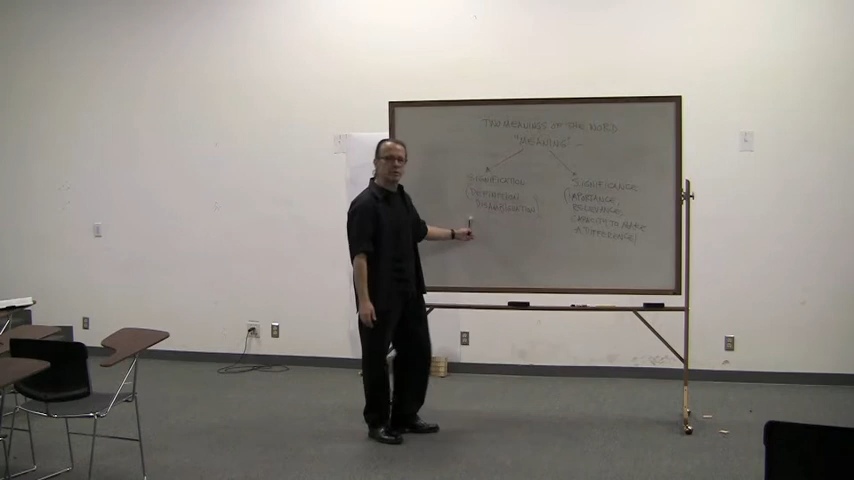 TWO MEANINGS OF THE WORD
"MEANING" -
SIGNIFICATION
(DEFINITION
SIGNIFICANCE
(IMPORTANCE,
RELEVANCE,
CAPACITY TO MAKE
A DIFFERENCE)